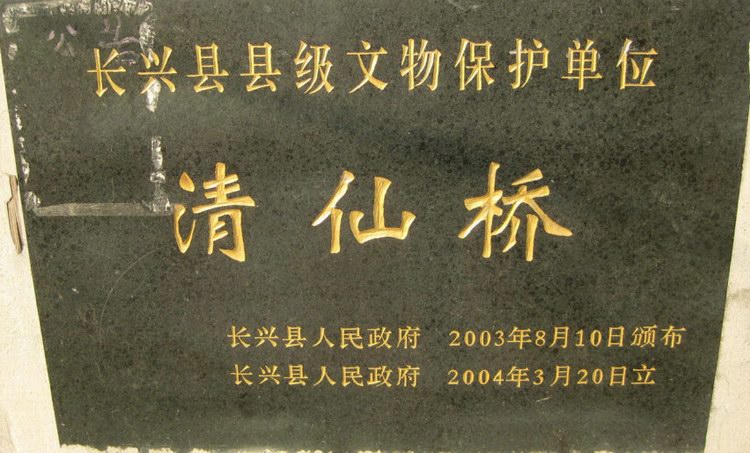 长兴县县级文物保护单位
清仙桥
长兴县人民政府 2003年8月10日颁布
长兴县人民政府 2004年3月20日立